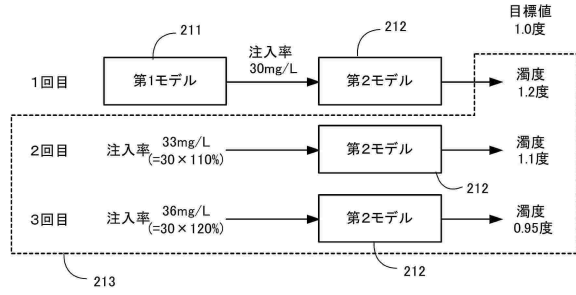 目標値
1.0度
211
212
1回目
第1モデル
注入率
30mg/L
第2モデル
濁度
1.2度
2回目
注入率 33mg/L
(=30×110%)
第2モデル
濁度
1.1度
212
3回目
注入率 36mg/L
(=30×120%)
第2モデル
濁度
0.95度
213
212